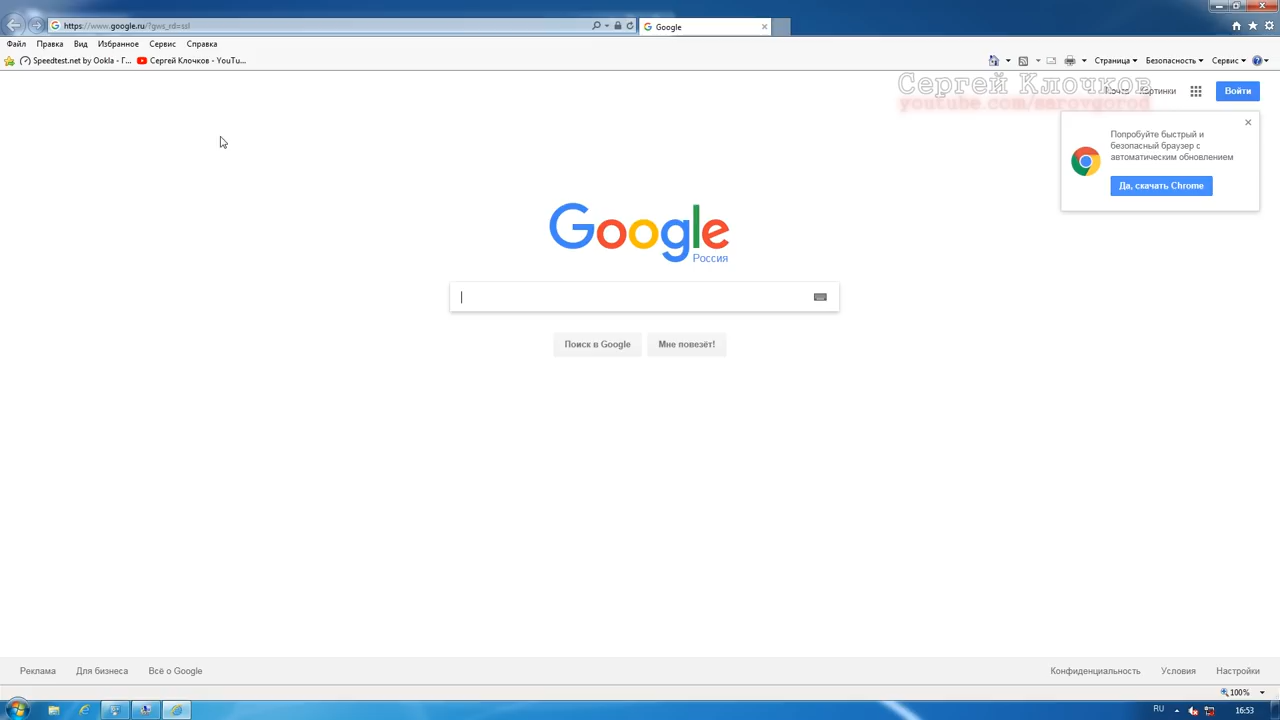 https://www.google.ru/?gws_rd=ssl
Google
Файл Правка Вид Избранное Сервис Справка
Speedtest.net by Ookla - Г... Сергей Клочков - YouTu...
Страница Безопасность Сервис
Сергей Клочков
youtube.com/marovgorod
Почта Картинки Войти
Попробуйте быстрый и
безопасный браузер с
автоматическим обновлением
Да, скачать Chrome
Google
Россия
Поиск в Google Мне повезёт!
Реклама Для бизнеса Всё о Google Конфиденциальность Условия Настройки
100%
RU 16:53